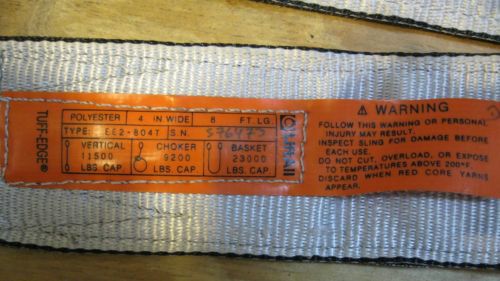 TUFF-EDGE®
POLYESTER 4 IN WIDE 8 FT. LG
TYPE: EE2-804T S.N.
VERTICAL CHOKER BASKET
11500 9200 23000
LBS. CAP. LBS. CAP. LBS. CAP.
⚠ WARNING
FOLLOW THIS OR PERSONAL
INJURY MAY RESULT.
INSPECT SLING FOR DAMAGE BEFORE
EACH USE.
DO NOT CUT, OVERLOAD, OR EXPOSE
TO TEMPERATURES ABOVE 200°F.
DISCARD WHEN RED CORE YARNS
APPEAR.